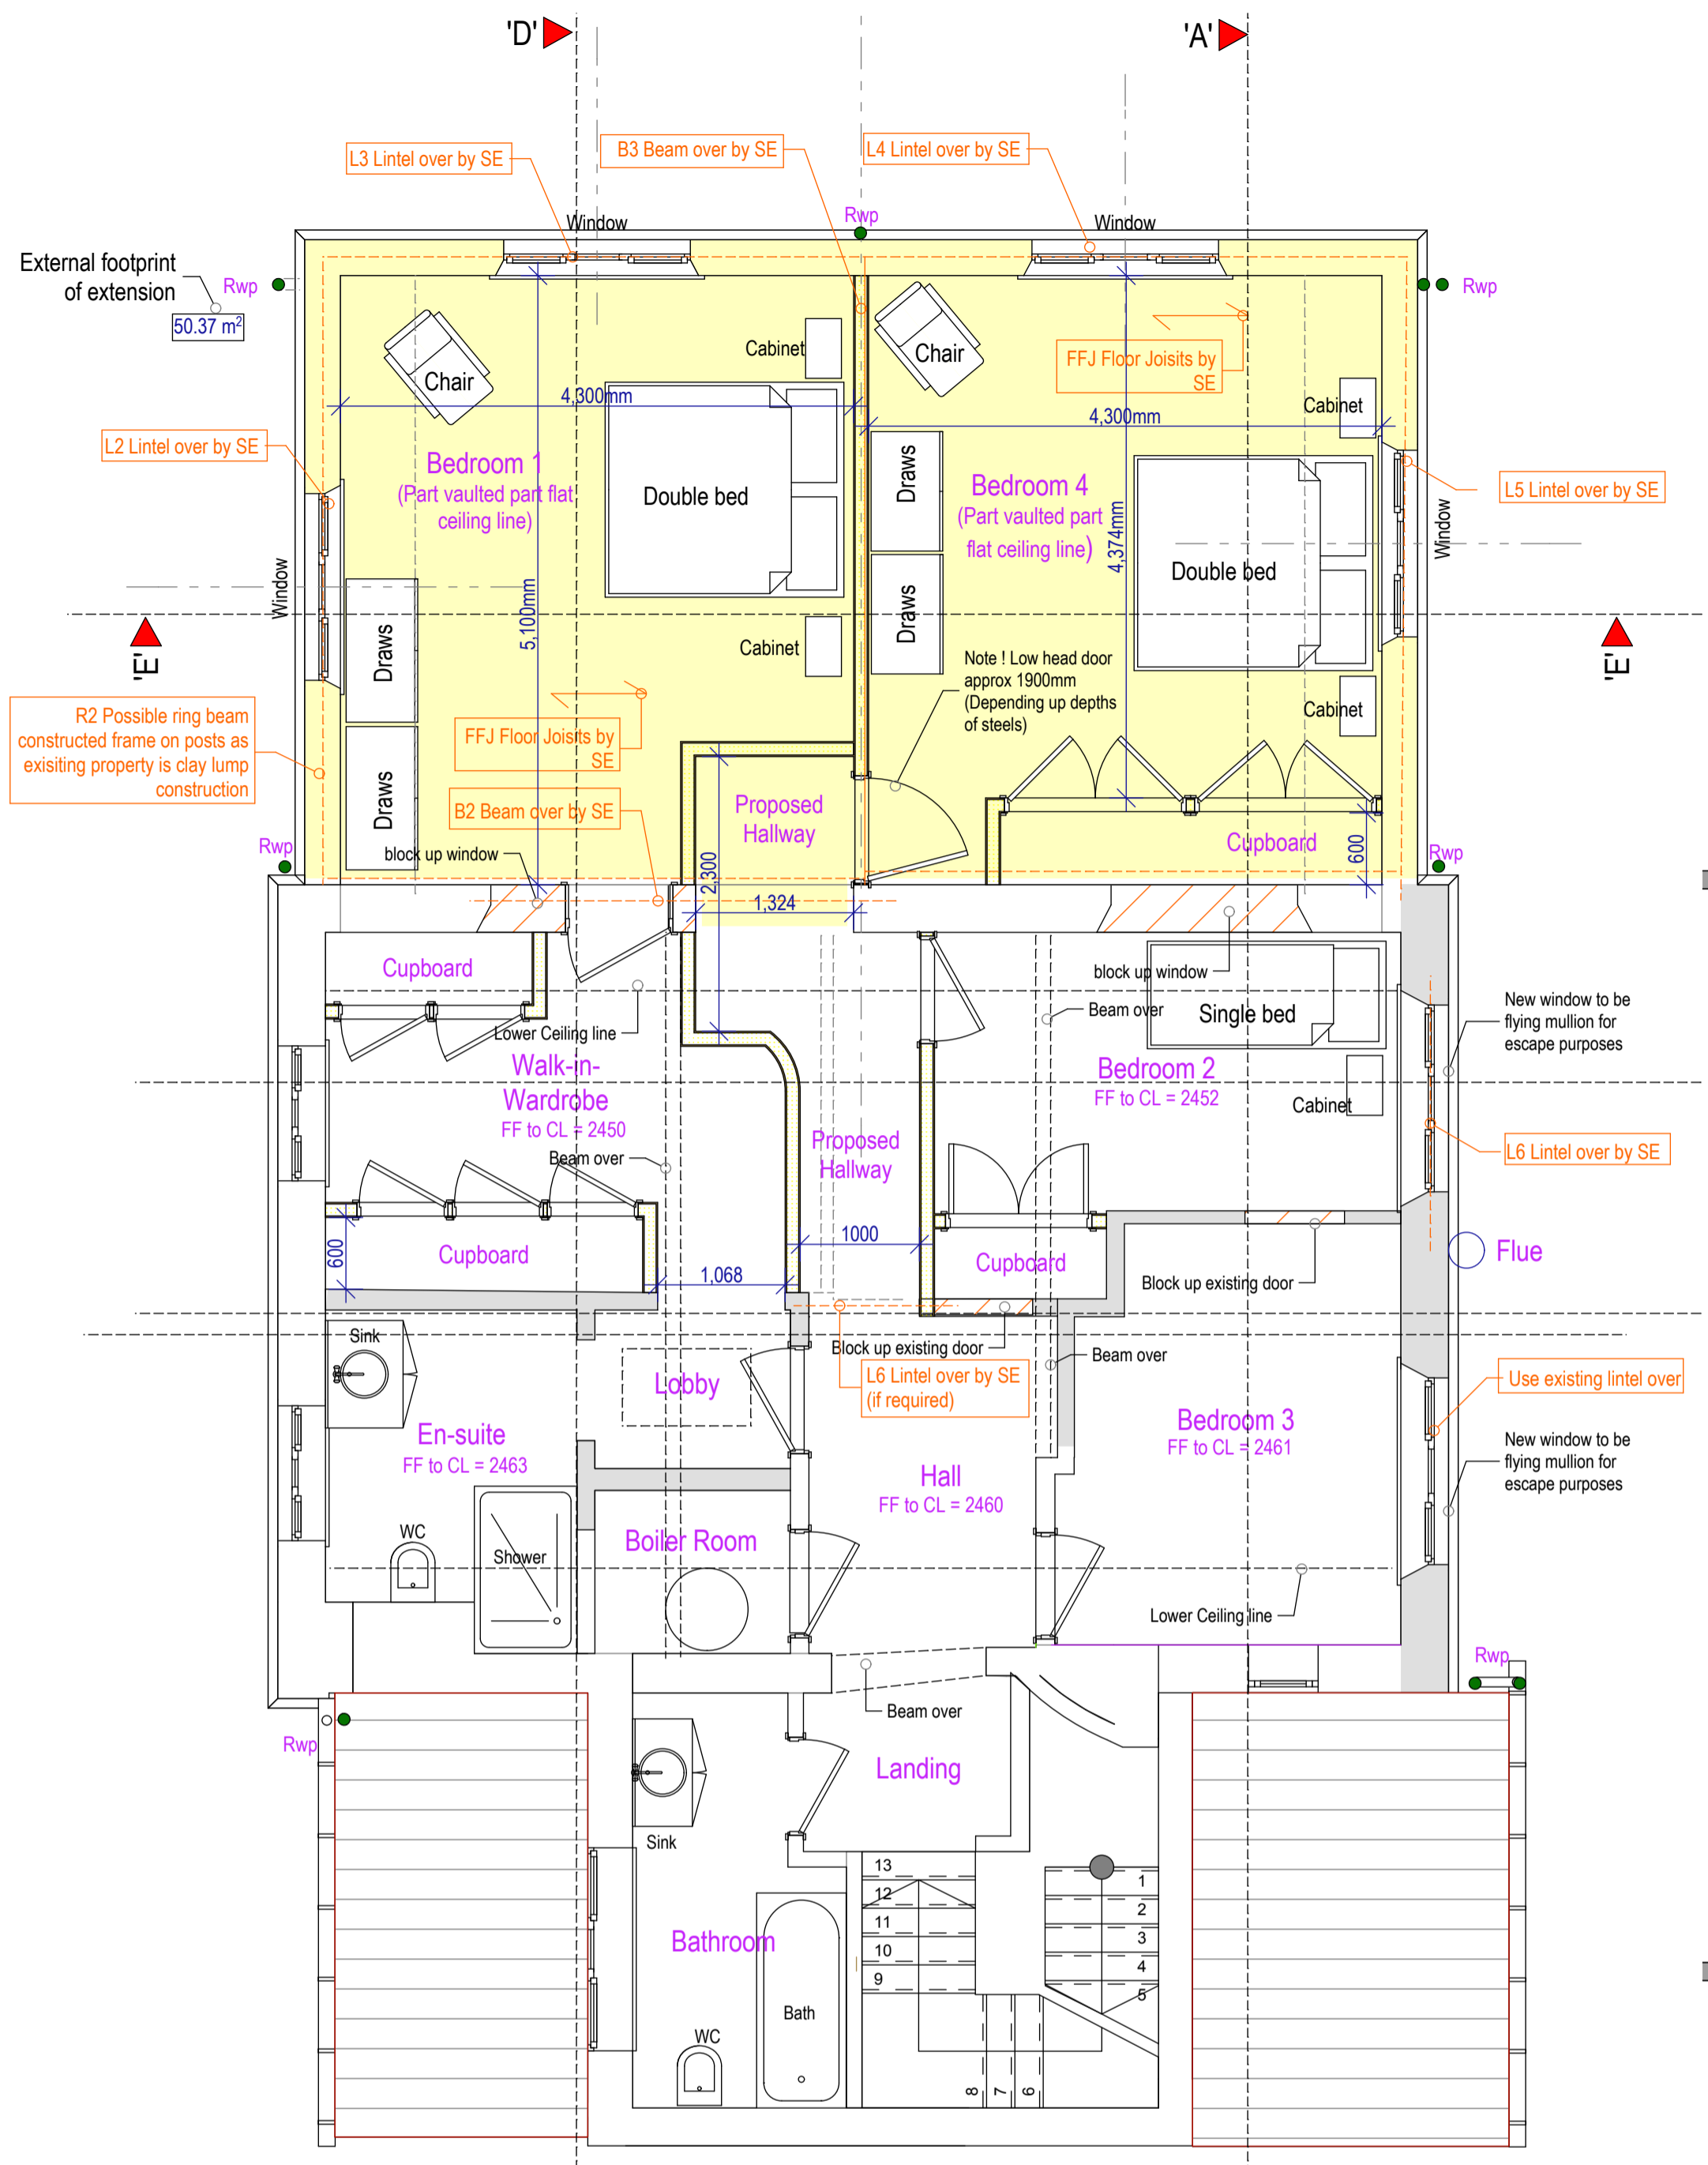 'D'
'A'
L3 Lintel over by SE
B3 Beam over by SE
L4 Lintel over by SE
Window
Rwp
Window
External footprint
of extension
50.37 m²
Rwp
Rwp
Chair
Cabinet
Chair
FFJ Floor Joisits by
SE
4,300mm
4,300mm
Cabinet
L2 Lintel over by SE
Bedroom 1
(Part vaulted part flat
ceiling line)
Double bed
Draws
Bedroom 4
(Part vaulted part
flat ceiling line)
4,374mm
L5 Lintel over by SE
Window
Window
5,100mm
Double bed
Draws
'E'
Draws
Cabinet
Note ! Low head door
approx 1900mm
(Depending up depths
of steels)
Cabinet
'E'
R2 Possible ring beam
constructed frame on posts as
exisiting property is clay lump
construction
FFJ Floor Joisits by
SE
Draws
B2 Beam over by SE
Proposed
Hallway
Cupboard
600
Rwp
block up window
2,300
Rwp
1,324
Cupboard
block up window
Lower Ceiling line
Beam over
Single bed
New window to be
flying mullion for
escape purposes
Walk-in-
Wardrobe
FF to CL = 2450
Bedroom 2
FF to CL = 2452
Cabinet
Beam over
Proposed
Hallway
L6 Lintel over by SE
600
Cupboard
1000
Cupboard
Flue
1,068
Block up existing door
Sink
Block up existing door
Beam over
Lobby
L6 Lintel over by SE
(if required)
Use existing lintel over
En-suite
FF to CL = 2463
Bedroom 3
FF to CL = 2461
New window to be
flying mullion for
escape purposes
Hall
FF to CL = 2460
WC
Shower
Boiler Room
Lower Ceiling line
Rwp
Beam over
Rwp
Landing
Sink
13
12
11
10
9
1
2
3
4
5
Bathroom
Bath
WC
8
7
6